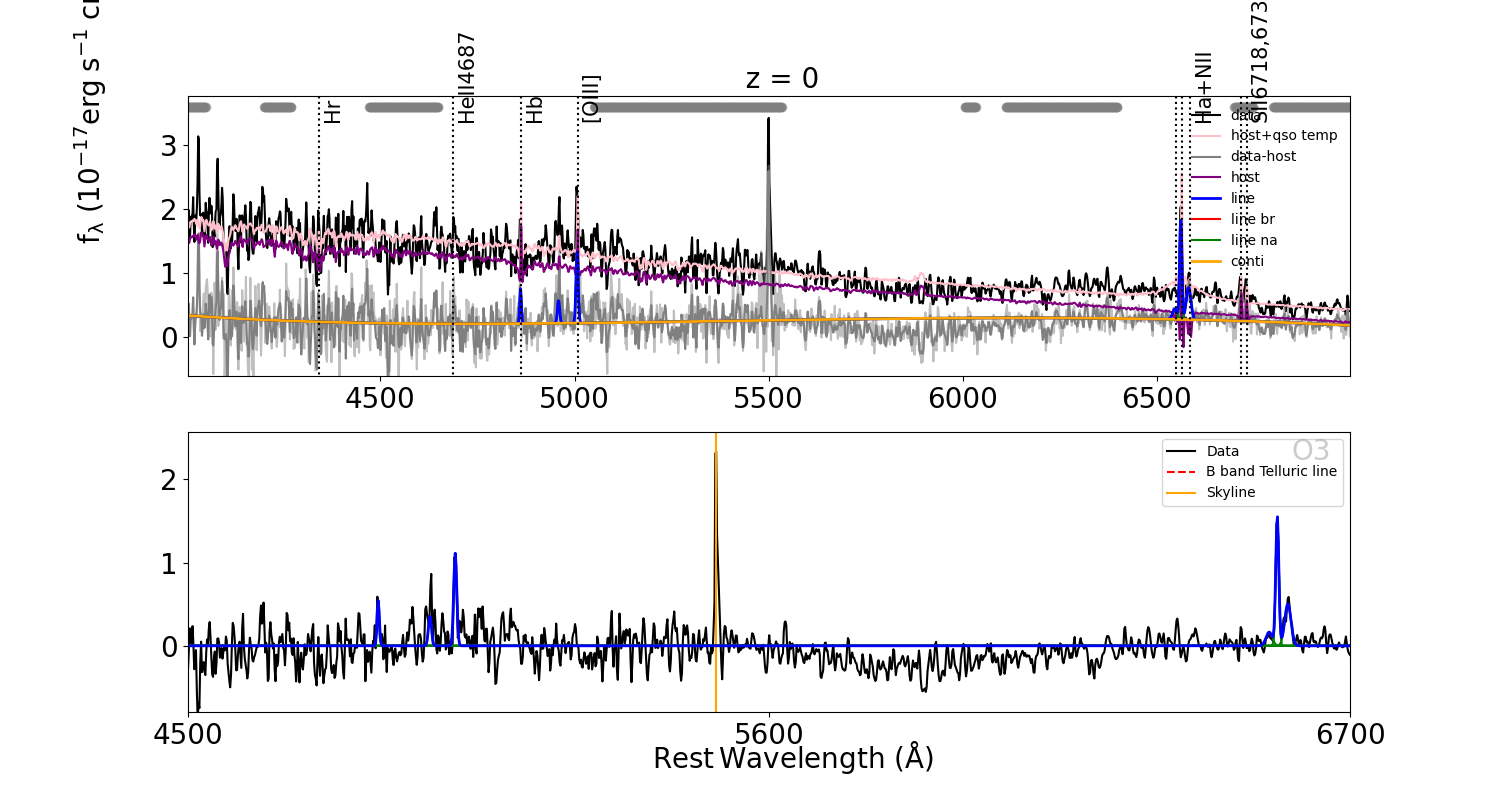 z = 0
fλ (10−17erg s−1 c
Hr
HeII4687
Hb
[OIII]
Ha+NII
SII6718,673
data
host+qso temp
data-host
host
line
line br
line na
conti
3
2
1
0
4500 5000 5500 6000 6500
O3
Data
B band Telluric line
Skyline
2
1
0
4500 5600 6700
Rest Wavelength (Å)